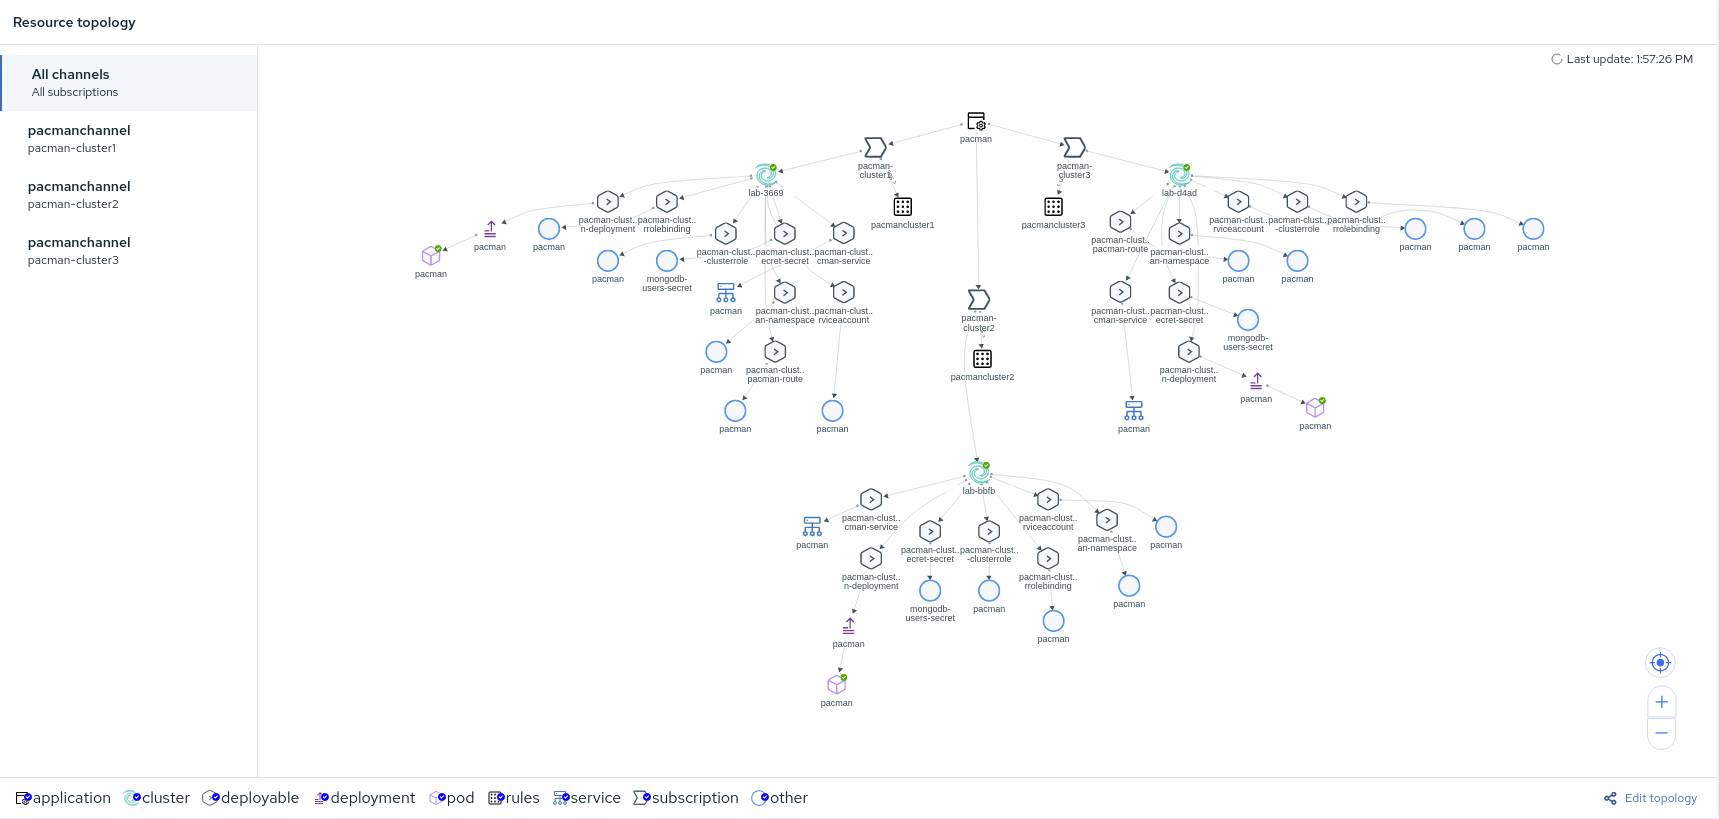 Resource topology
All channels
All subscriptions
pacmanchannel
pacman-cluster1
pacmanchannel
pacman-cluster2
pacmanchannel
pacman-cluster3
Last update: 1:57:26 PM
pacman
pacman-
cluster1
pacman-
cluster3
lab-3669
lab-d4ad
pacmancluster1
pacmancluster3
pacman-clust..
n-deployment
pacman-clust..
rrolebinding
pacman
pacman
pacman
pacman-clust..
-clusterrole
pacman-clust..
ecret-secret
pacman-clust..
cman-service
pacman
mongodb-
users-secret
pacman
pacman-clust..
an-namespace
pacman-clust..
rviceaccount
pacman
pacman-clust..
pacman-route
pacman
pacman
pacman-
cluster2
pacmancluster2
pacman-clust..
pacman-route
pacman-clust..
rviceaccount
pacman-clust..
-clusterrole
pacman-clust..
rrolebinding
pacman
pacman
pacman
pacman-clust..
an-namespace
pacman
pacman
pacman-clust..
cman-service
pacman-clust..
ecret-secret
mongodb-
users-secret
pacman-clust..
n-deployment
pacman
pacman
pacman
lab-bbfb
pacman-clust..
cman-service
pacman
pacman-clust..
ecret-secret
pacman-clust..
-clusterrole
pacman-clust..
rviceaccount
pacman-clust..
an-namespace
pacman
pacman-clust..
n-deployment
pacman-clust..
rrolebinding
mongodb-
users-secret
pacman
pacman
pacman
pacman
pacman
application
cluster
deployable
deployment
pod
rules
service
subscription
other
Edit topology